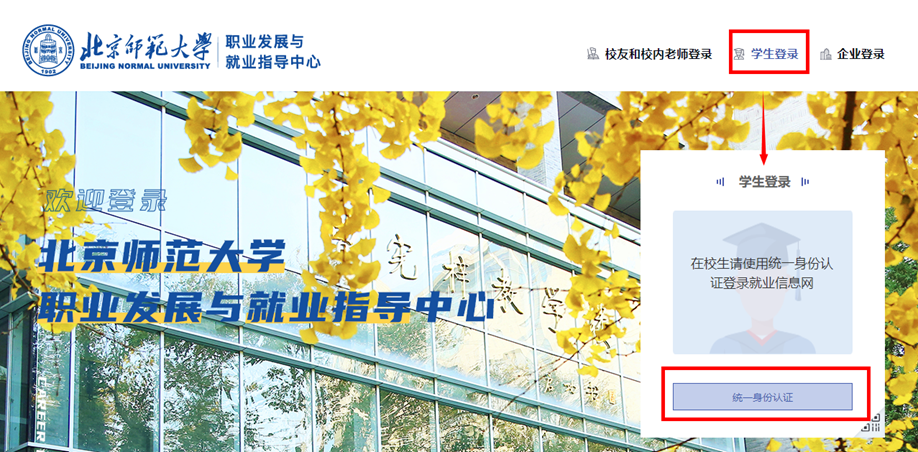 北京师范大学
BEIJING NORMAL UNIVERSITY
1902
职业发展与
就业指导中心
校友和校内老师登录
学生登录
企业登录
欢迎登录
北京师范大学
职业发展与就业指导中心
学生登录
在校生请使用统一身份认
证登录就业信息网
统一身份认证